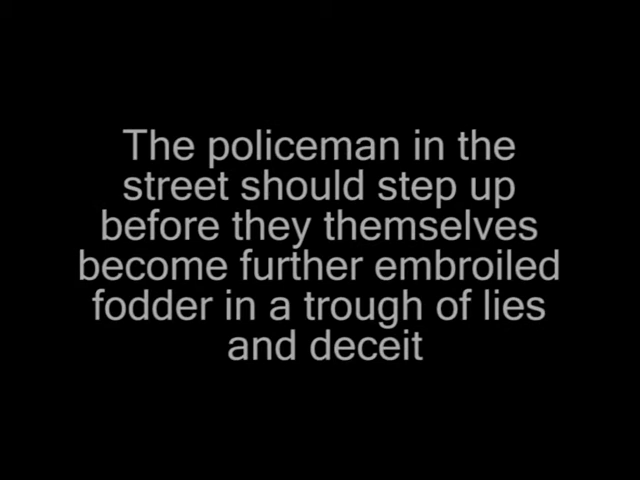 The policeman in the
street should step up
before they themselves
become further embroiled
fodder in a trough of lies
and deceit